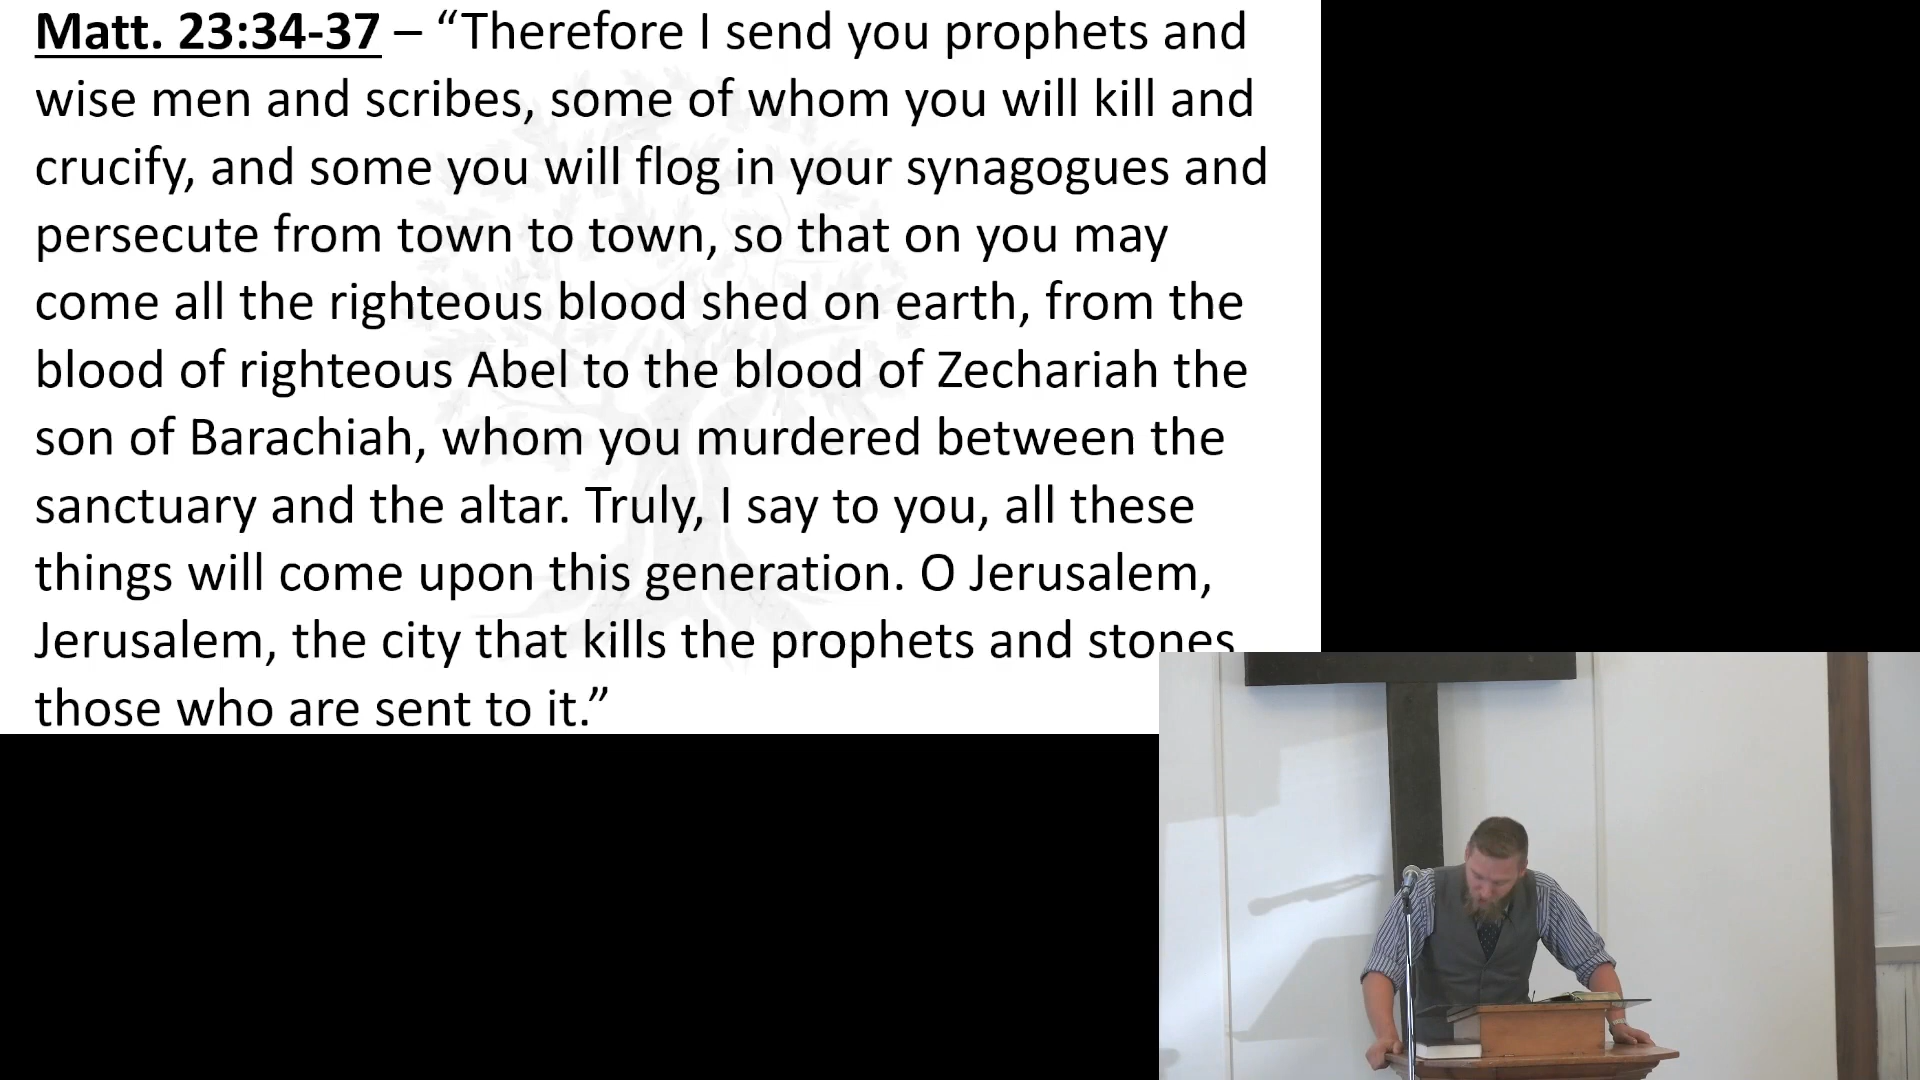 Matt. 23:34-37 – “Therefore I send you prophets and
wise men and scribes, some of whom you will kill and
crucify, and some you will flog in your synagogues and
persecute from town to town, so that on you may
come all the righteous blood shed on earth, from the
blood of righteous Abel to the blood of Zechariah the
son of Barachiah, whom you murdered between the
sanctuary and the altar. Truly, I say to you, all these
things will come upon this generation. O Jerusalem,
Jerusalem, the city that kills the prophets and stones
those who are sent to it.”